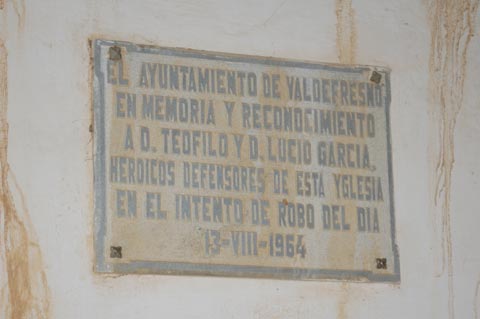 EL AYUNTAMIENTO DE VALDEFRESNO
EN MEMORIA Y RECONOCIMIENTO
A D. TEOFILO Y D. LUCIO GARCIA,
HEROICOS DEFENSORES DE ESTA YGLESIA
EN EL INTENTO DE ROBO DEL DIA
13-VIII-1964